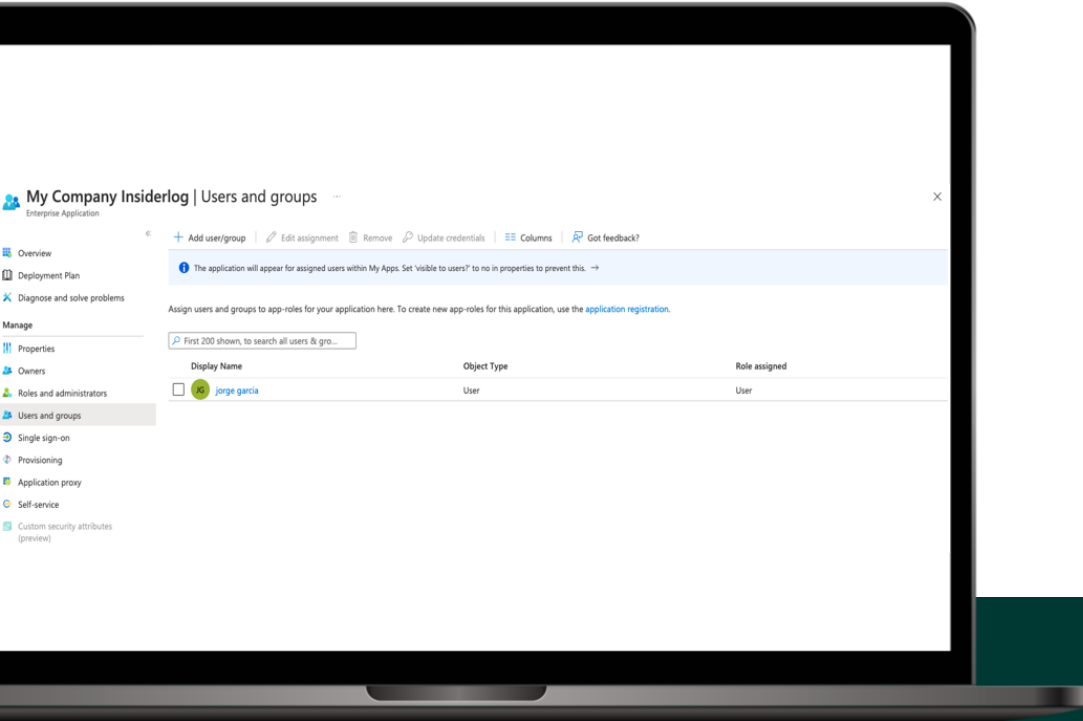 My Company Insiderlog | Users and groups ...
Enterprise Application
Overview
Deployment Plan
Diagnose and solve problems
Manage
Properties
Owners
Roles and administrators
Users and groups
Single sign-on
Provisioning
Application proxy
Self-service
Custom security attributes
(preview)
Add user/group Edit assignment Remove Update credentials Columns Got feedback?
The application will appear for assigned users within My Apps. Set 'visible to users?' to no in properties to prevent this. →
Assign users and groups to app-roles for your application here. To create new app-roles for this application, use the application registration.
First 200 shown, to search all users & gro...
Display Name Object Type Role assigned
JG jorge garcia User User